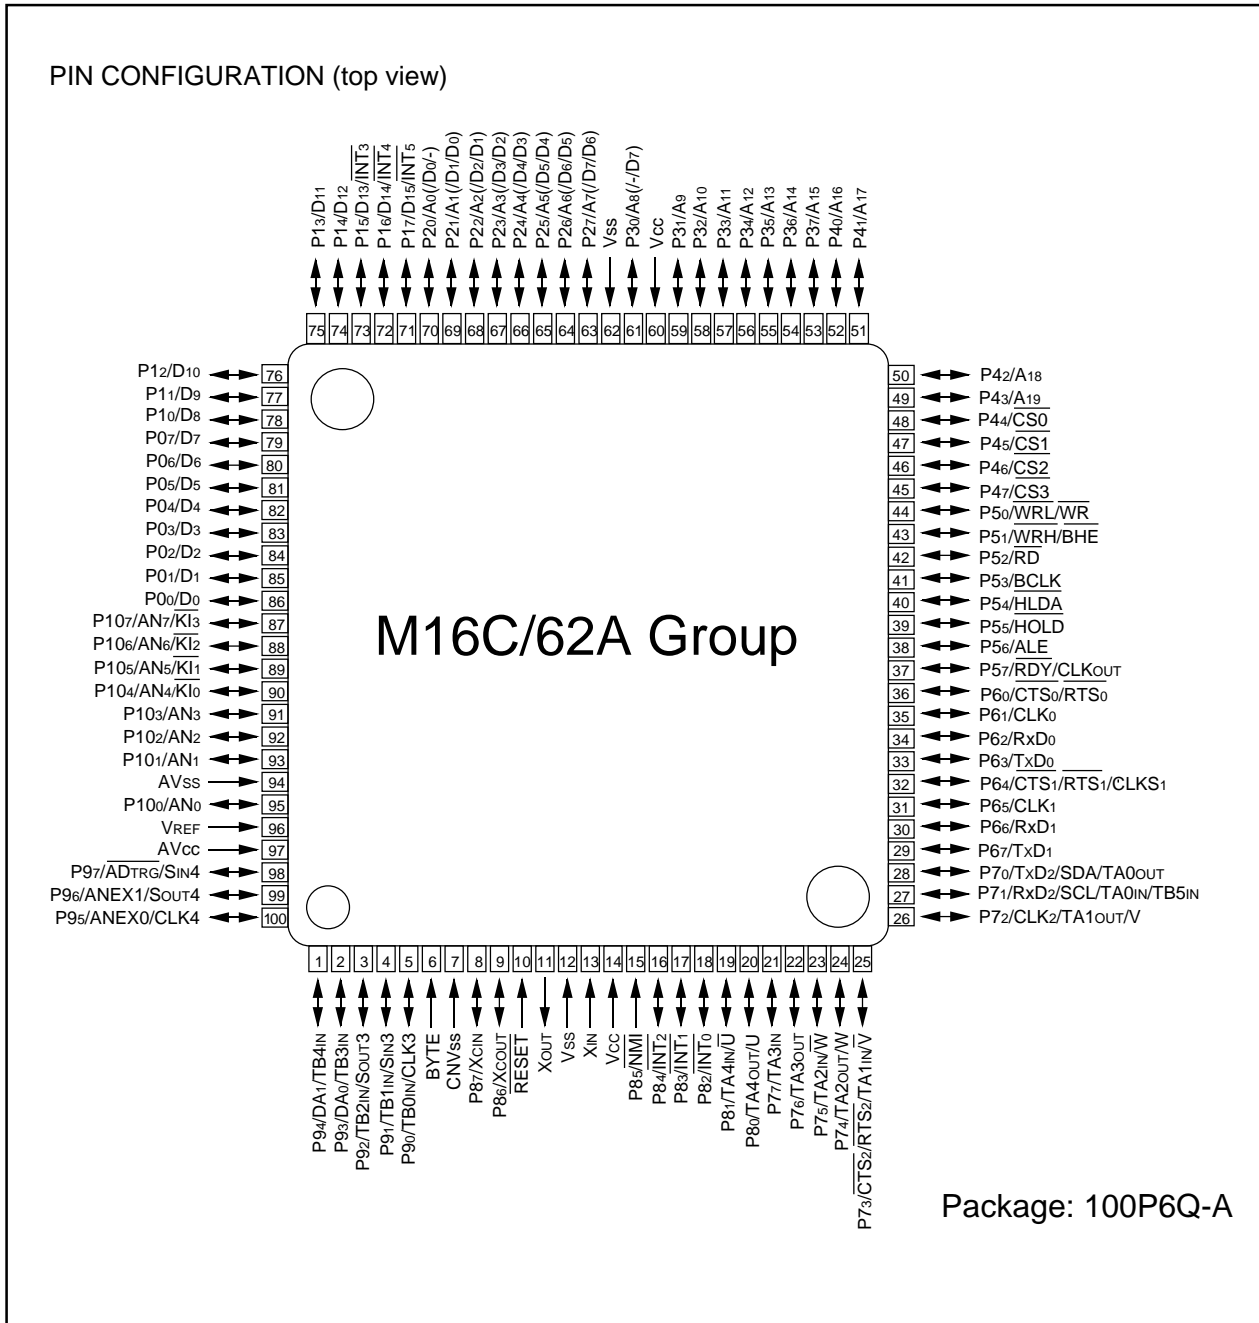 PIN CONFIGURATION (top view)
P13/D11
P14/D12
P15/D13/INT3
P16/D14/INT4
P17/D15/INT5
P20/A0(/D0/-)
P21/A1(/D1/D0)
P22/A2(/D2/D1)
P23/A3(/D3/D2)
P24/A4(/D4/D3)
P25/A5(/D5/D4)
P26/A6(/D6/D5)
P27/A7(/D7/D6)
Vss
P30/A8(/-/D7)
Vcc
P31/A9
P32/A10
P33/A11
P34/A12
P35/A13
P36/A14
P37/A15
P40/A16
P41/A17
75 74 73 72 71 70 69 68 67 66 65 64 63 62 61 60 59 58 57 56 55 54 53 52 51
P12/D10 76
P11/D9 77
P10/D8 78
P07/D7 79
P06/D6 80
P05/D5 81
P04/D4 82
P03/D3 83
P02/D2 84
P01/D1 85
P00/D0 86
P107/AN7/KI3 87
P106/AN6/KI2 88
P105/AN5/KI1 89
P104/AN4/KI0 90
P103/AN3 91
P102/AN2 92
P101/AN1 93
AVSS 94
P100/AN0 95
VREF 96
AVcc 97
P97/ADTRG/SIN4 98
P96/ANEX1/SOUT4 99
P95/ANEX0/CLK4 100
M16C/62A Group
50 P42/A18
49 P43/A19
48 P44/CS0
47 P45/CS1
46 P46/CS2
45 P47/CS3
44 P50/WRL/WR
43 P51/WRH/BHE
42 P52/RD
41 P53/BCLK
40 P54/HLDA
39 P55/HOLD
38 P56/ALE
37 P57/RDY/CLKOUT
36 P60/CTS0/RTS0
35 P61/CLK0
34 P62/RxD0
33 P63/TXD0
32 P64/CTS1/RTS1/CLKS1
31 P65/CLK1
30 P66/RxD1
29 P67/TXD1
28 P70/TXD2/SDA/TA0OUT
27 P71/RxD2/SCL/TA0IN/TB5IN
26 P72/CLK2/TA1OUT/V
1 2 3 4 5 6 7 8 9 10 11 12 13 14 15 16 17 18 19 20 21 22 23 24 25
P94/DA1/TB4IN
P93/DA0/TB3IN
P92/TB2IN/SOUT3
P91/TB1IN/SIN3
P90/TB0IN/CLK3
BYTE
CNVss
P87/XCIN
P86/XCOUT
RESET
XOUT
VSS
XIN
VCC
P85/NMI
P84/INT2
P83/INT1
P82/INT0
P81/TA4IN/U
P80/TA4OUT/U
P77/TA3IN
P76/TA3OUT
P75/TA2IN/W
P74/TA2OUT/W
P73/CTS2/RTS2/TA1IN/V
Package: 100P6Q-A